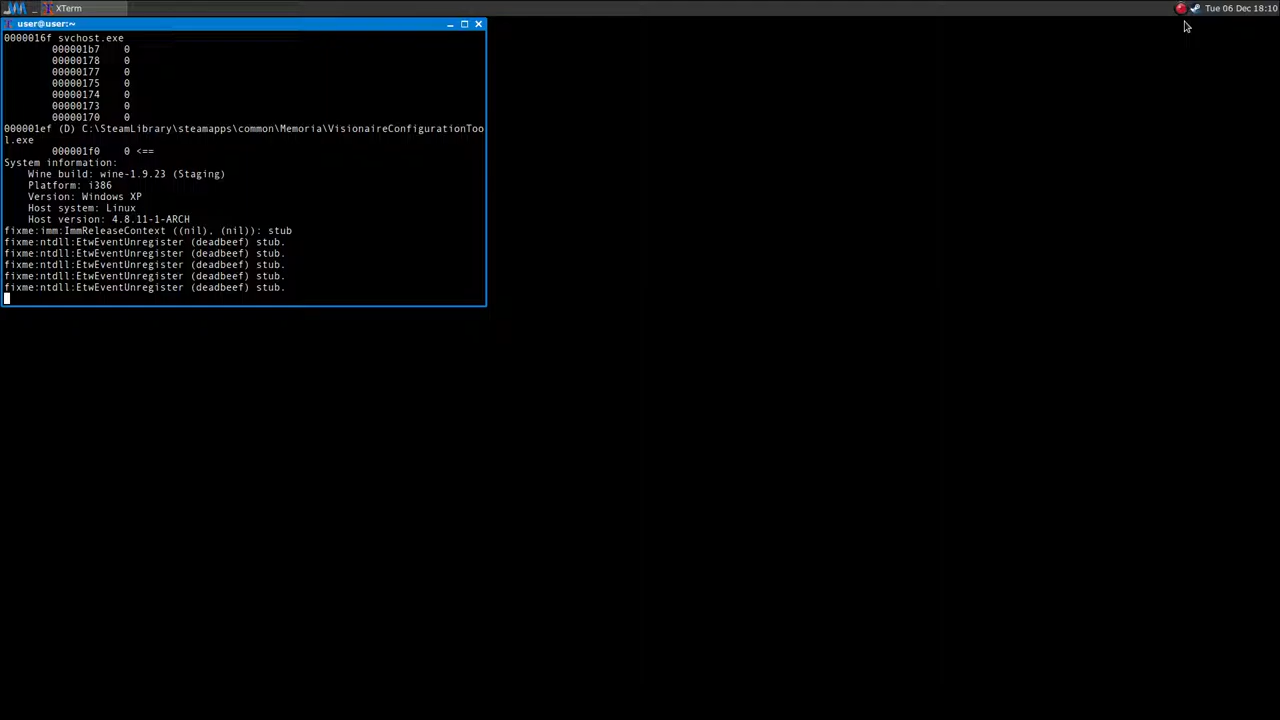 XTerm
Tue 06 Dec 18:10
user@user:~
0000016f svchost.exe
000001b7    0
00000178    0
00000177    0
00000175    0
00000174    0
00000173    0
00000170    0
000001ef (D) C:\SteamLibrary\steamapps\common\Memoria\VisionaireConfigurationToo
l.exe
000001f0    0 <==
System information:
Wine build: wine-1.9.23 (Staging)
Platform: i386
Version: Windows XP
Host system: Linux
Host version: 4.8.11-1-ARCH
fixme:imm:ImmReleaseContext ((nil), (nil)): stub
fixme:ntdll:EtwEventUnregister (deadbeef) stub.
fixme:ntdll:EtwEventUnregister (deadbeef) stub.
fixme:ntdll:EtwEventUnregister (deadbeef) stub.
fixme:ntdll:EtwEventUnregister (deadbeef) stub.
fixme:ntdll:EtwEventUnregister (deadbeef) stub.